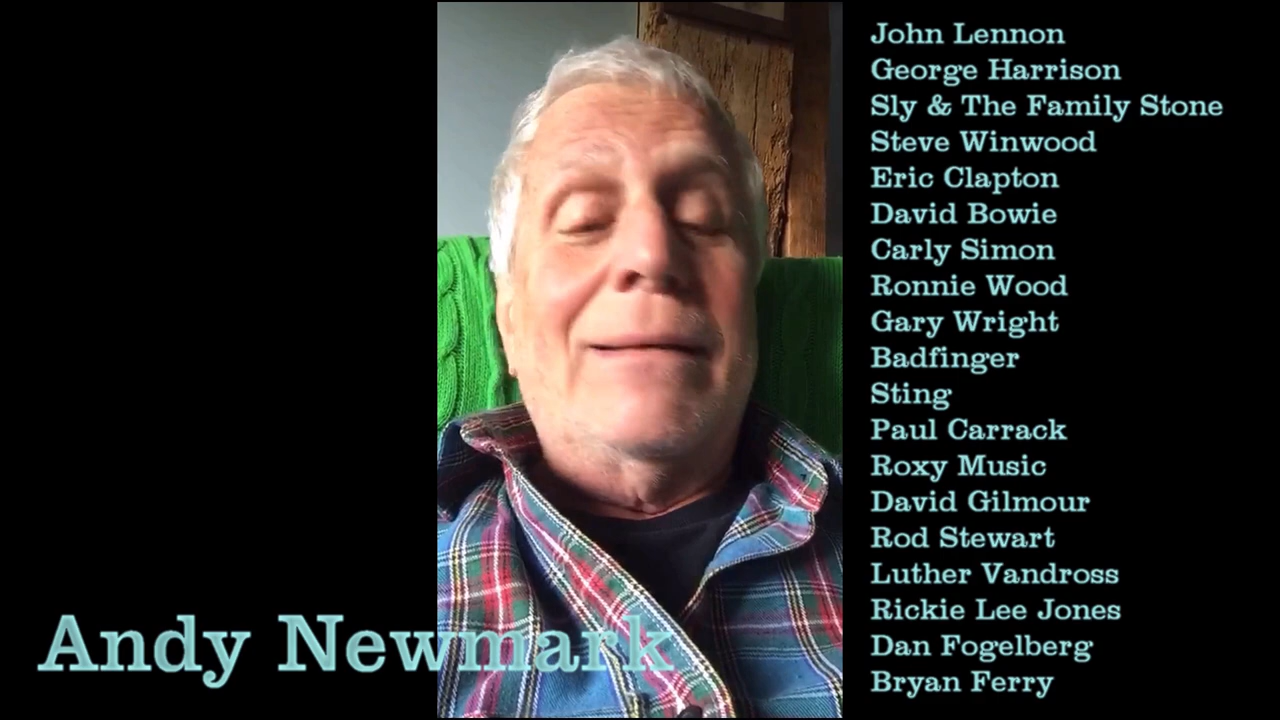 John Lennon
George Harrison
Sly & The Family Stone
Steve Winwood
Eric Clapton
David Bowie
Carly Simon
Ronnie Wood
Gary Wright
Badfinger
Sting
Paul Carrack
Roxy Music
David Gilmour
Rod Stewart
Luther Vandross
Rickie Lee Jones
Dan Fogelberg
Bryan Ferry
Andy Newmark